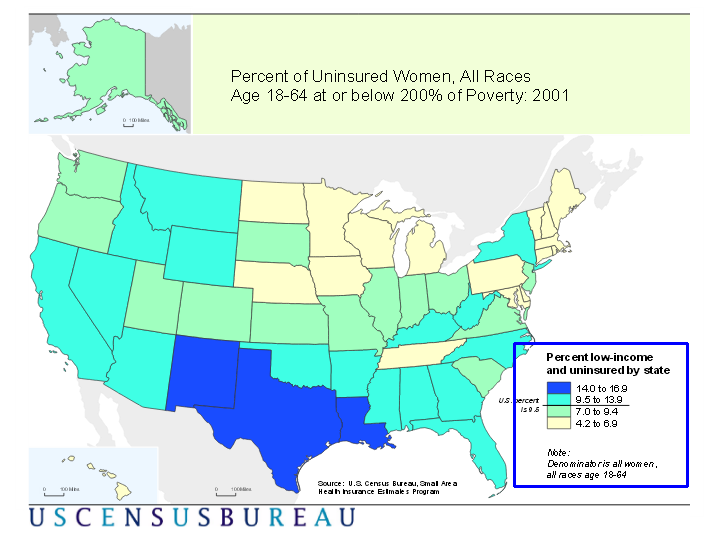 Percent of Uninsured Women, All Races
Age 18-64 at or below 200% of Poverty: 2001
0 100 Miles
Percent low-income
and uninsured by state
14.0 to 16.9
9.5 to 13.9
7.0 to 9.4
4.2 to 6.9
U.S. percent
is 9.5
Note:
Denominator is all women,
all races age 18-64
0 100 Miles
0 100 Miles
Source: U.S. Census Bureau, Small Area
Health Insurance Estimates Program
USCENSUSBUREAU